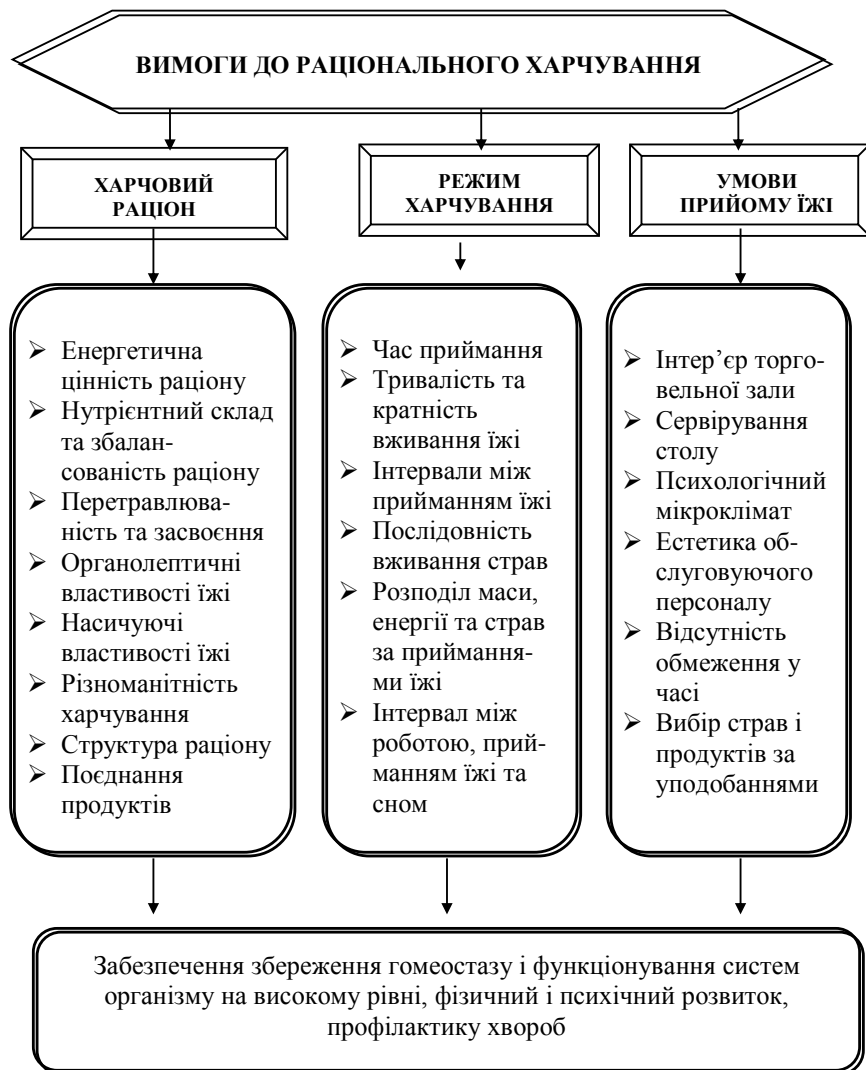 ВИМОГИ ДО РАЦІОНАЛЬНОГО ХАРЧУВАННЯ
ХАРЧОВИЙ
РАЦІОН
РЕЖИМ
ХАРЧУВАННЯ
УМОВИ
ПРИЙОМУ ЇЖІ
➢ Енергетична
цінність раціону
➢ Нутрієнтний склад
та збалан-
сованість раціону
➢ Перетравлюва-
ність та засвоєння
➢ Органолептичні
властивості їжі
➢ Насичуючі
властивості їжі
➢ Різноманітність
харчування
➢ Структура раціону
➢ Поєднання
продуктів
➢ Час приймання
➢ Тривалість та
кратність
вживання їжі
➢ Інтервали між
прийманням їжі
➢ Послідовність
вживання страв
➢ Розподіл маси,
енергії та страв
за приймання-
ми їжі
➢ Інтервал між
роботою, прий-
манням їжі та
сном
➢ Інтер’єр торго-
вельної зали
➢ Сервірування
столу
➢ Психологічний
мікроклімат
➢ Естетика об-
слуговуючого
персоналу
➢ Відсутність
обмеження у
часі
➢ Вибір страв і
продуктів за
уподобаннями
Забезпечення збереження гомеостазу і функціонування систем
організму на високому рівні, фізичний і психічний розвиток,
профілактику хвороб